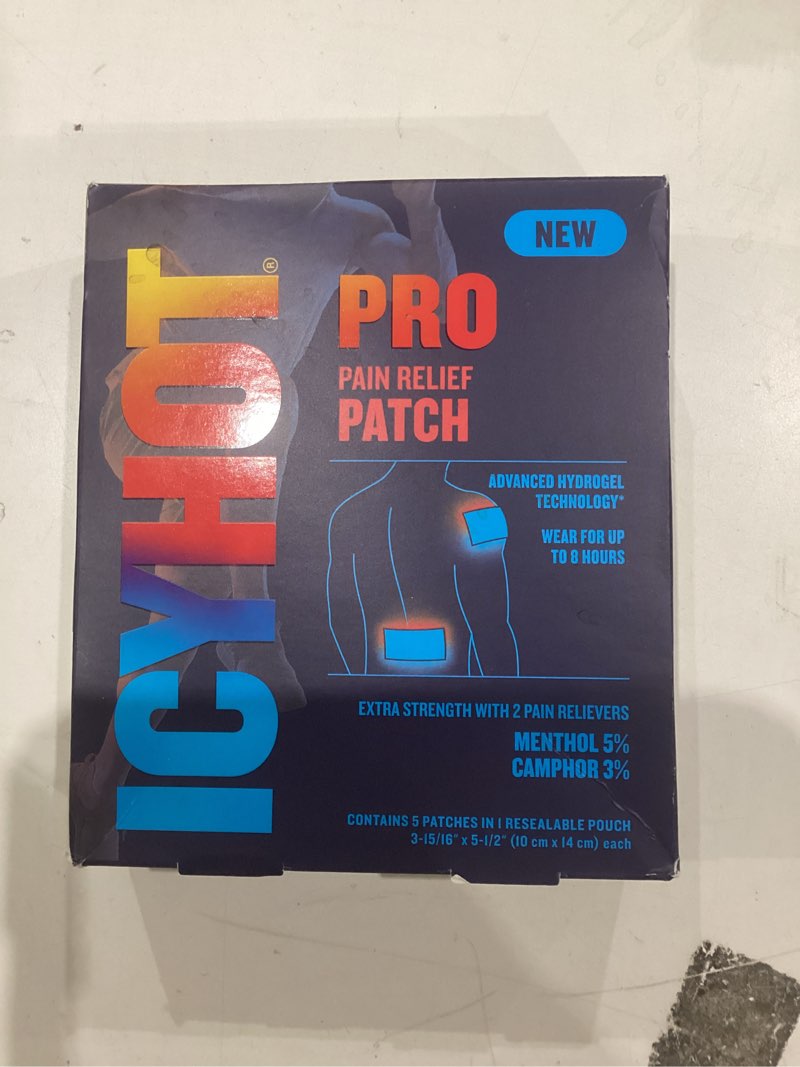 ICYHOT®
NEW
PRO
PAIN RELIEF
PATCH
ADVANCED HYDROGEL
TECHNOLOGY*
WEAR FOR UP
TO 8 HOURS
EXTRA STRENGTH WITH 2 PAIN RELIEVERS
MENTHOL 5%
CAMPHOR 3%
CONTAINS 5 PATCHES IN 1 RESEALABLE POUCH
3-15/16" x 5-1/2" (10 cm x 14 cm) each